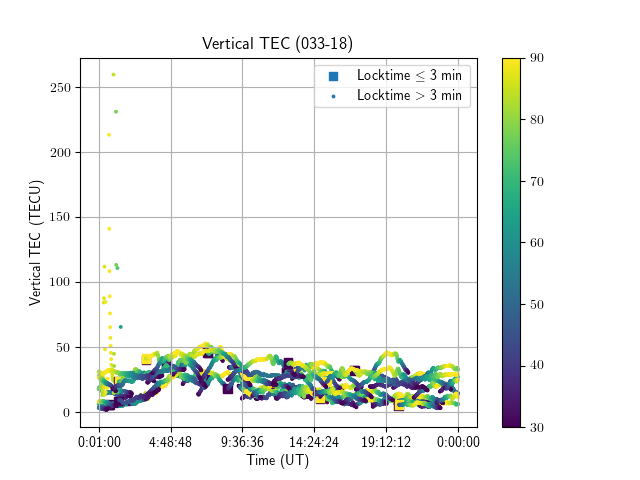 Vertical TEC (033-18)
Locktime ≤ 3 min
Locktime > 3 min
250
200
150
100
50
0
Vertical TEC (TECU)
0:01:00 4:48:48 9:36:36 14:24:24 19:12:12 0:00:00
Time (UT)
90
80
70
60
50
40
30